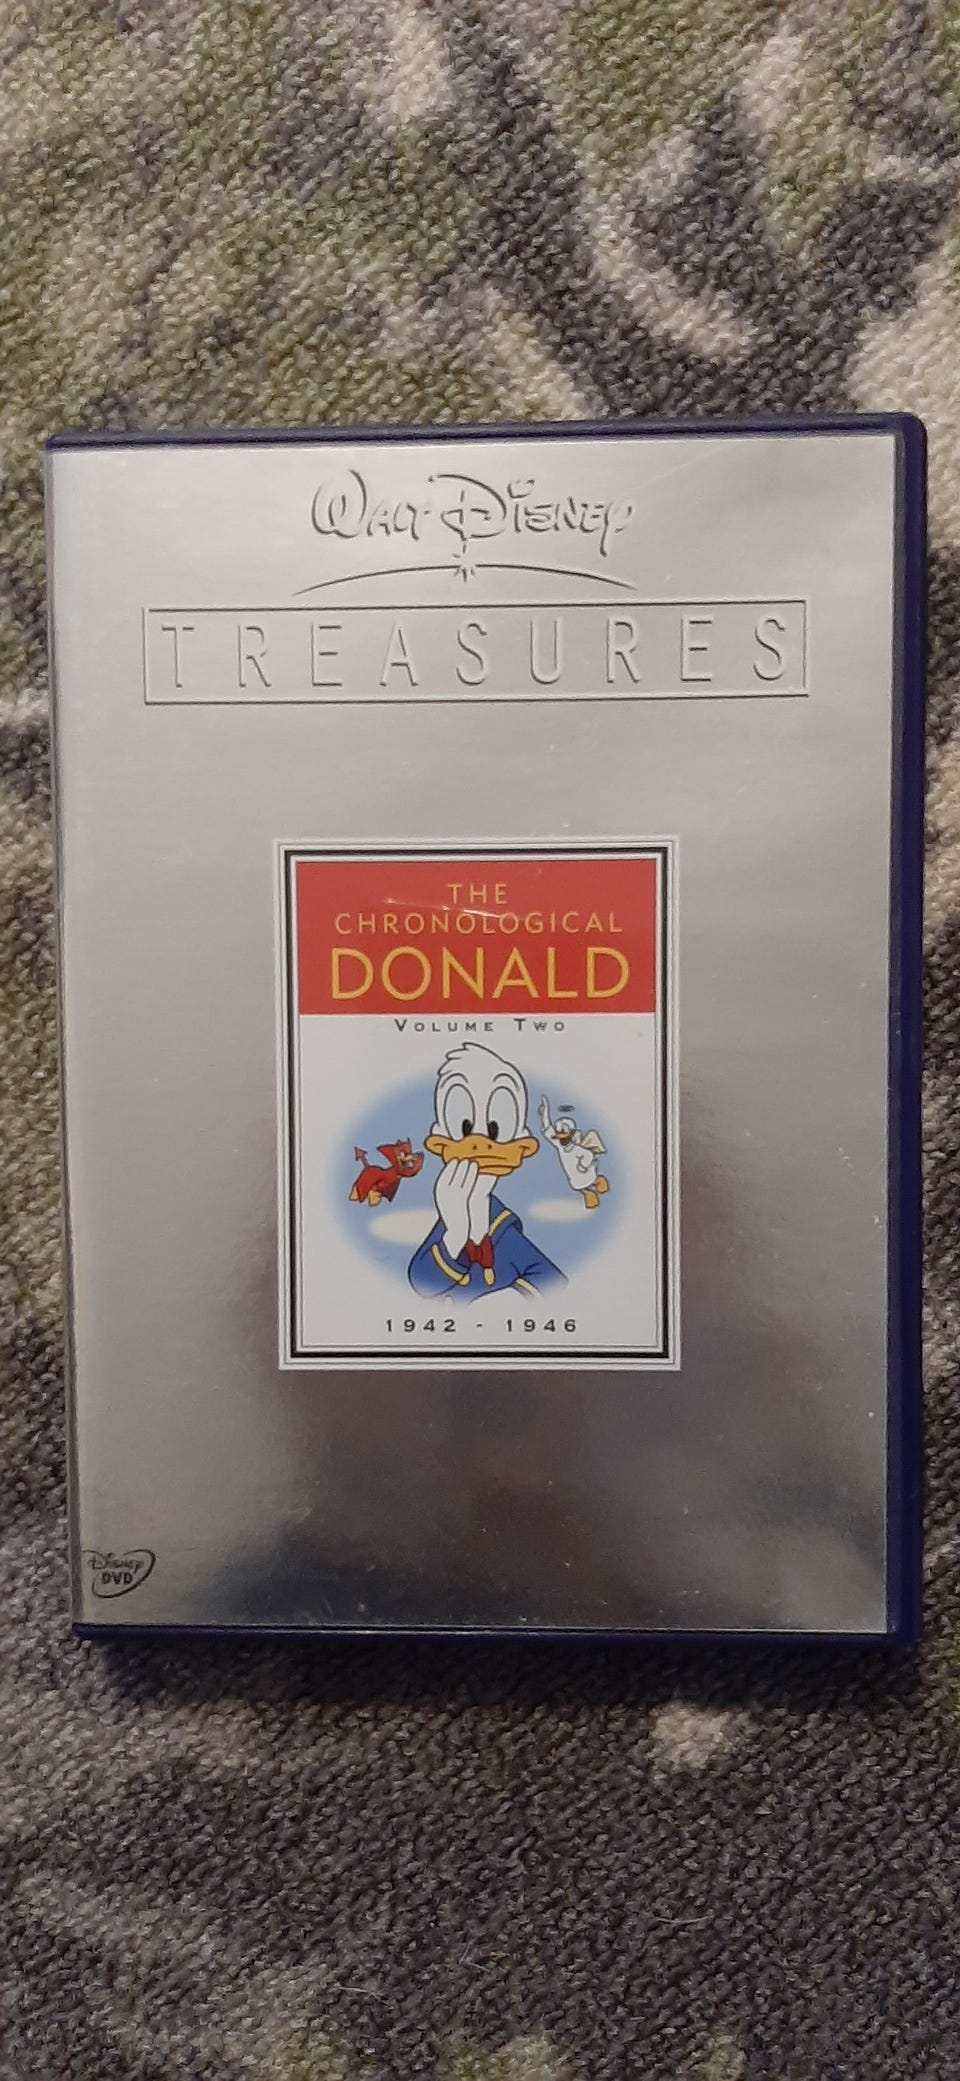 Walt Disney
TREASURES
THE
CHRONOLOGICAL
DONALD
VOLUME TWO
1942 - 1946
Disney
DVD